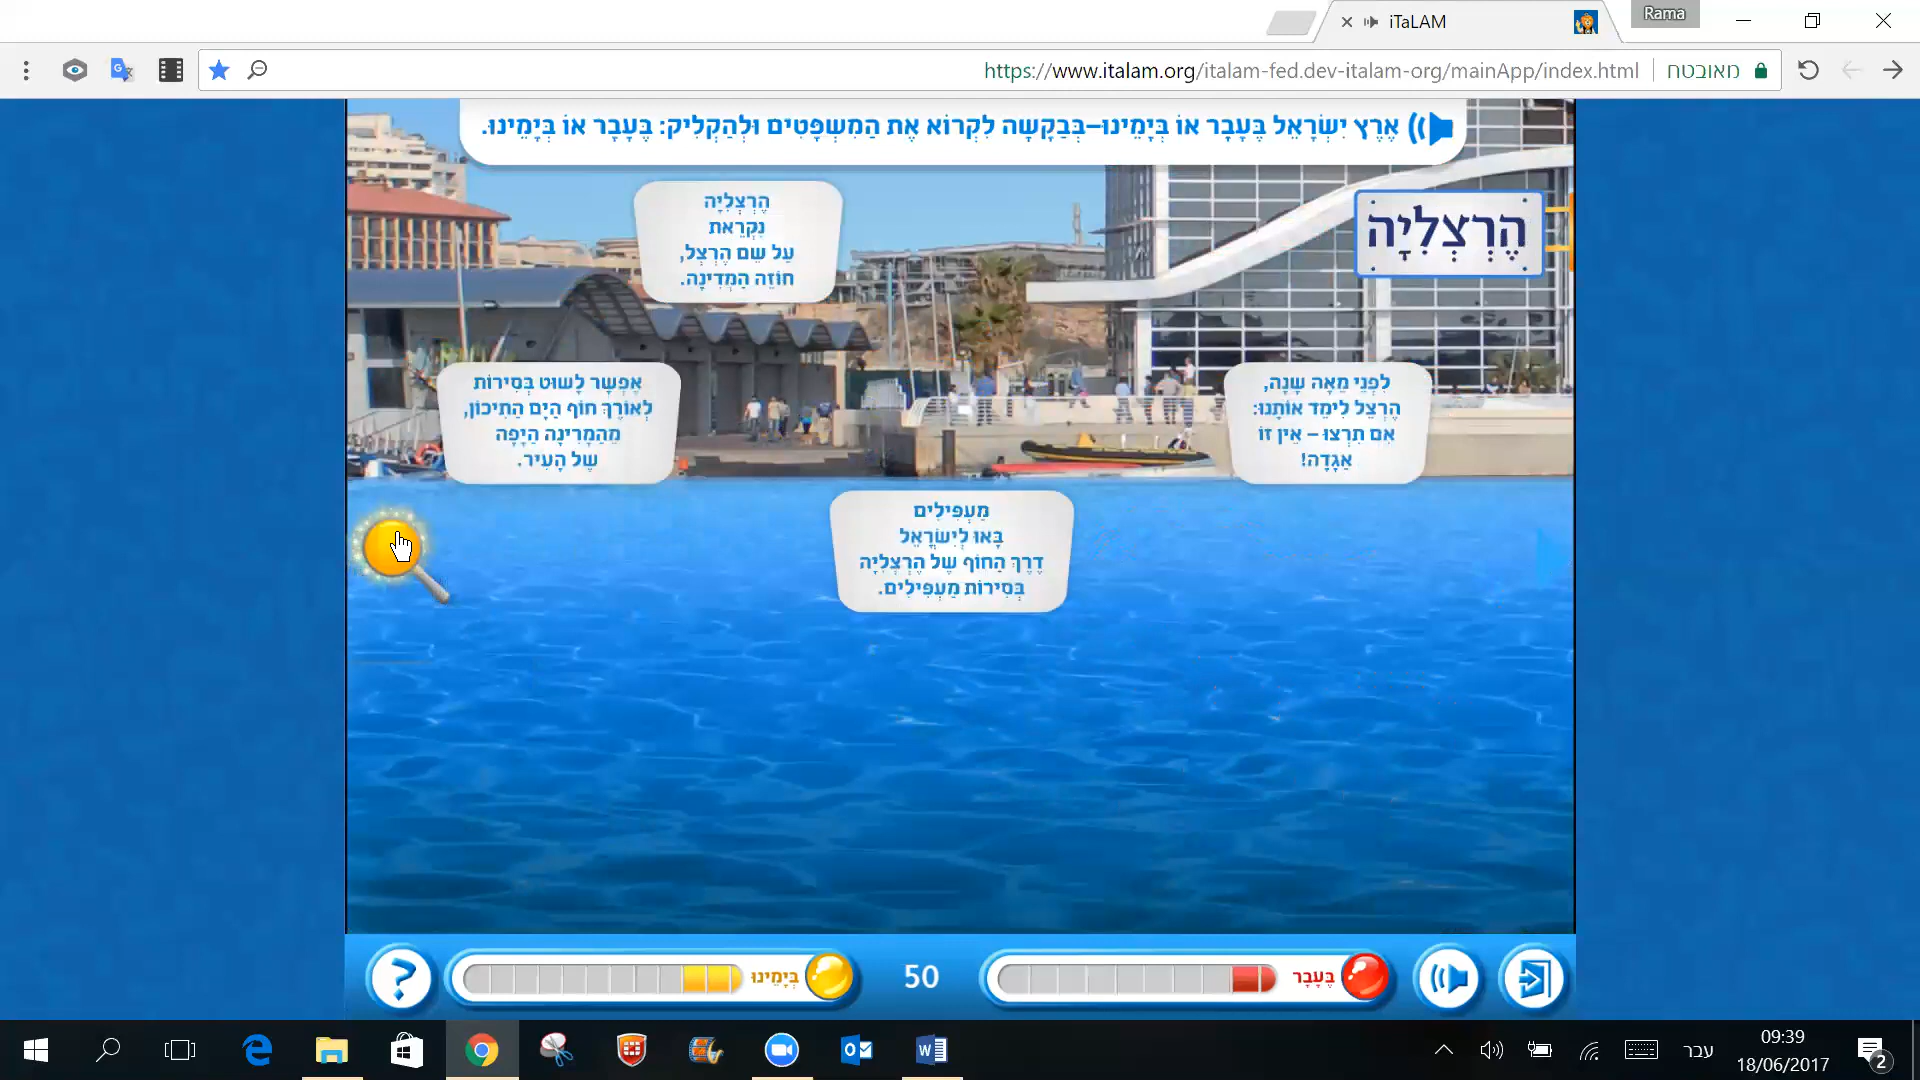 iTaLAM
Rama
https://www.italam.org/italam-fed.dev-italam-org/mainApp/index.html
מאובטח
אֶרֶץ יִשְׂרָאֵל בֶּעָבָר אוֹ בְּיָמֵינוּ–בְּבַקָשָׁה לִקְרוֹא אֶת הַמִשְׁפָּטִים וּלְהַקְלִיק: בֶּעָבָר אוֹ בְּיָמֵינוּ.
הֶרְצְלִיָה
הֶרְצְלִיָה
נִקְרֵאת
עַל שֵׁם הֶרְצְל,
חוֹזֵה הַמְדִינָה.
לִפְנֵי מֵאָה שָׁנָה,
הֶרְצֵל לִימֵד אוֹתָנוּ:
אִם תִרְצוּ – אֵין זוֹ
אַגָדָה!
אֶפְשָׁר לָשׁוּט בְּסִירוֹת
לְאוֹרֶךְ חוֹף הַיָם הַתִיכוֹן,
מֵהַמָרִינָה הַיָפָה
שֶׁל הָעִיר.
מַעְפִּילִים
בָּאוּ לְיִשְׂרָאֵל
דֶרֶךְ הַחוֹף שֶׁל הֶרְצְלִיָה
בְּסִירוֹת מַעְפִּילִים.
בֶּעָבָר
50
בְּיָמֵינוּ
?
עבר
09:39
18/06/2017
2